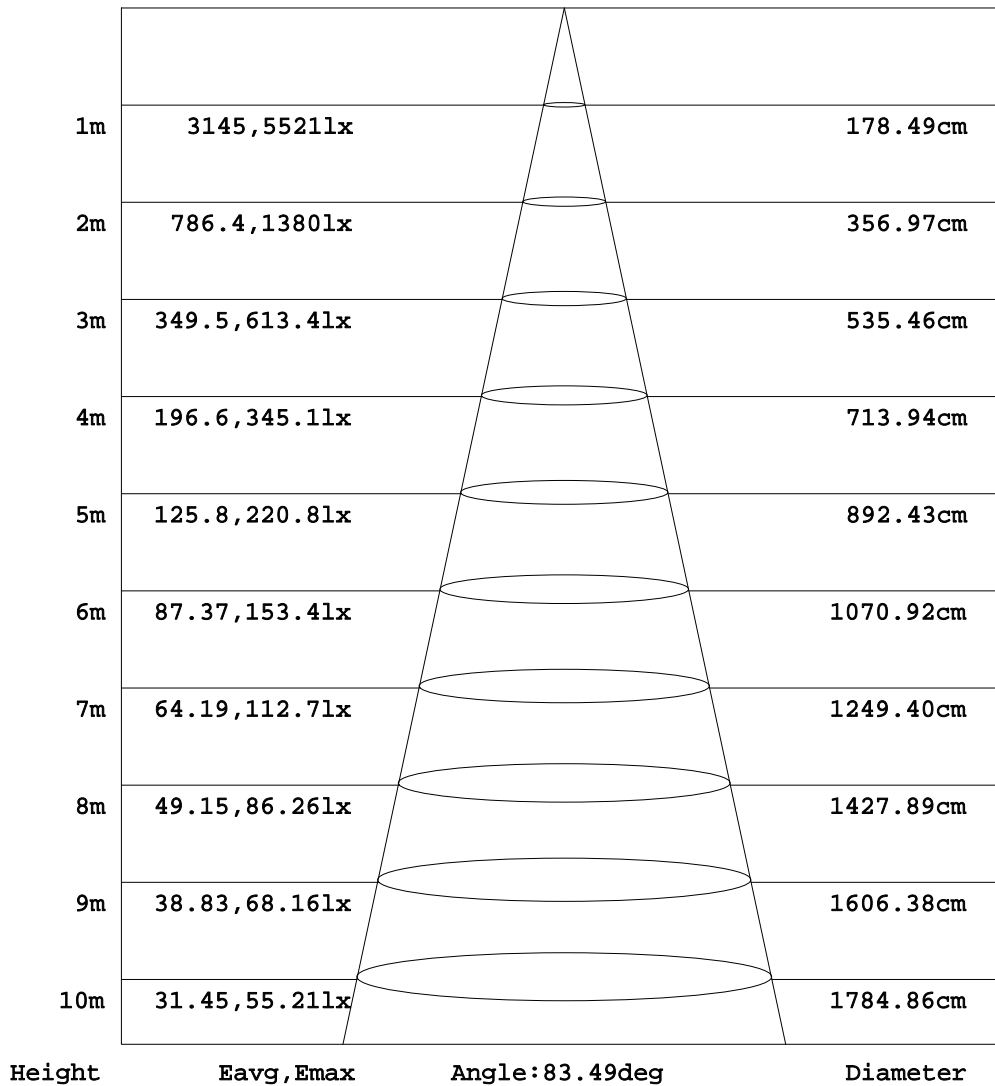 1m 3145,5521lx 178.49cm
2m 786.4,1380lx 356.97cm
3m 349.5,613.4lx 535.46cm
4m 196.6,345.1lx 713.94cm
5m 125.8,220.8lx 892.43cm
6m 87.37,153.4lx 1070.92cm
7m 64.19,112.7lx 1249.40cm
8m 49.15,86.26lx 1427.89cm
9m 38.83,68.16lx 1606.38cm
10m 31.45,55.21lx 1784.86cm
Height Eavg,Emax Angle:83.49deg Diameter